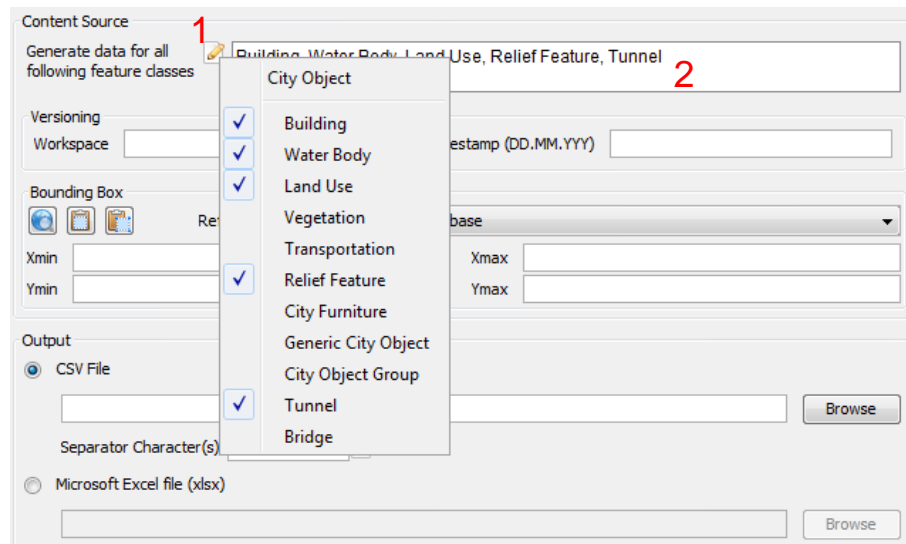 Content Source
1
Generate data for all
following feature classes
Building, Water Body, Land Use, Relief Feature, Tunnel
2
City Object
Building
Water Body
Land Use
Vegetation
Transportation
Relief Feature
City Furniture
Generic City Object
City Object Group
Tunnel
Bridge
Versioning
Workspace
estamp (DD.MM.YYY)
Bounding Box
Re
base
Xmin
Xmax
Ymin
Ymax
Output
CSV File
Browse
Separator Character(s)
Microsoft Excel file (xlsx)
Browse